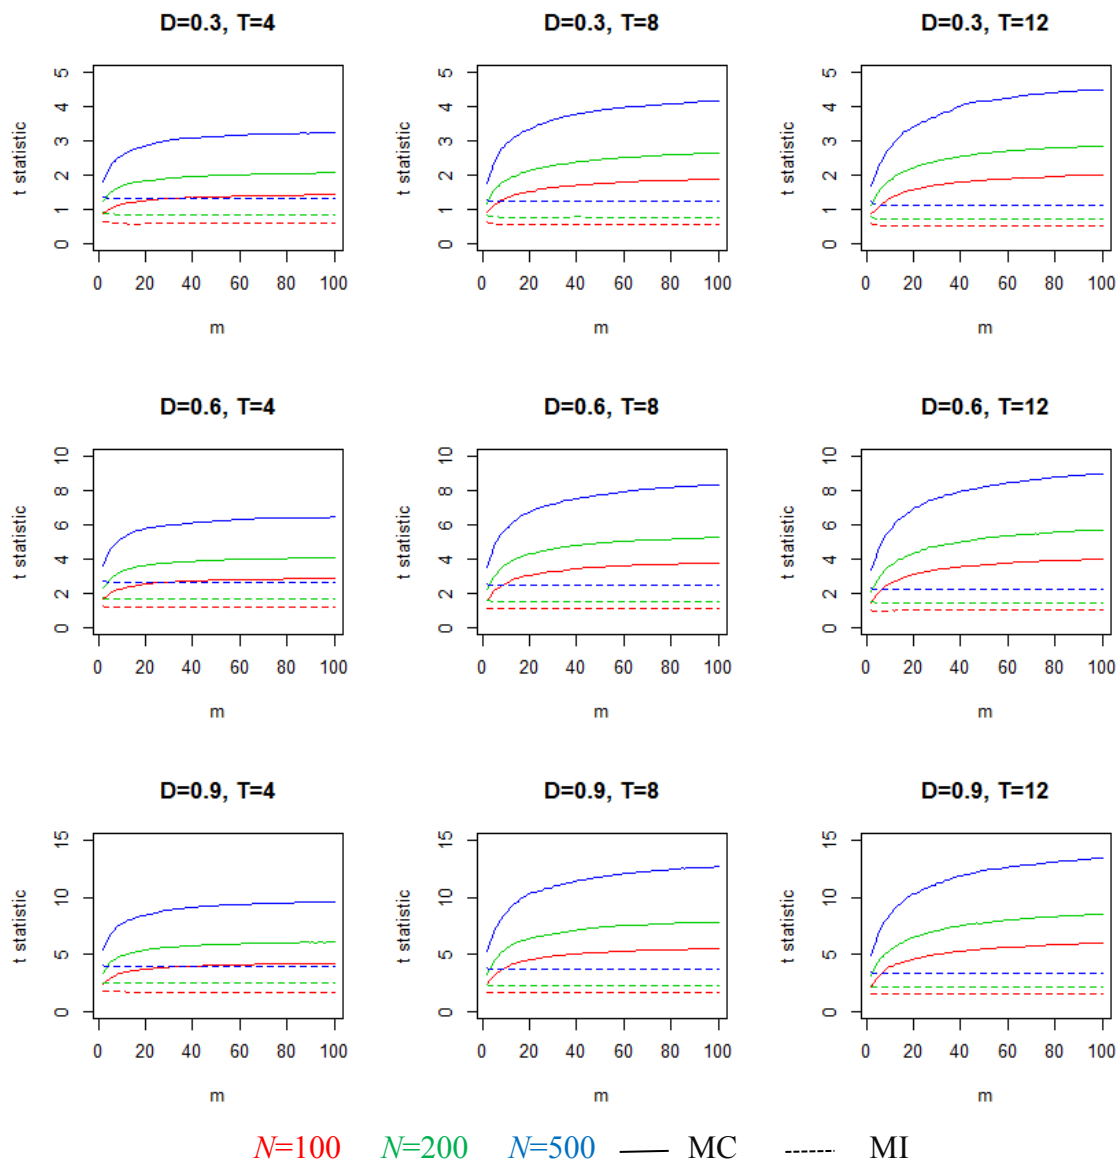 D=0.3, T=4 D=0.3, T=8 D=0.3, T=12
t statistic t statistic t statistic
5 5 5
4 4 4
3 3 3
2 2 2
1 1 1
0 0 0
0 20 40 60 80 100 0 20 40 60 80 100 0 20 40 60 80 100
m m m
D=0.6, T=4 D=0.6, T=8 D=0.6, T=12
t statistic t statistic t statistic
10 10 10
8 8 8
6 6 6
4 4 4
2 2 2
0 0 0
0 20 40 60 80 100 0 20 40 60 80 100 0 20 40 60 80 100
m m m
D=0.9, T=4 D=0.9, T=8 D=0.9, T=12
t statistic t statistic t statistic
15 15 15
10 10 10
5 5 5
0 0 0
0 20 40 60 80 100 0 20 40 60 80 100 0 20 40 60 80 100
m m m
N=100 N=200 N=500 MC MI